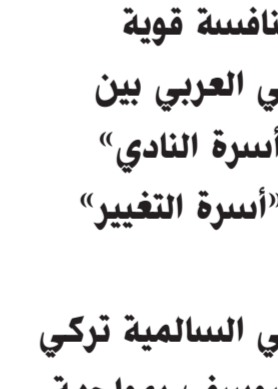 نافسة قوية
ي العربي بين
أسرة النادي»
«أسرة التغيير»
ي السالمية تركي